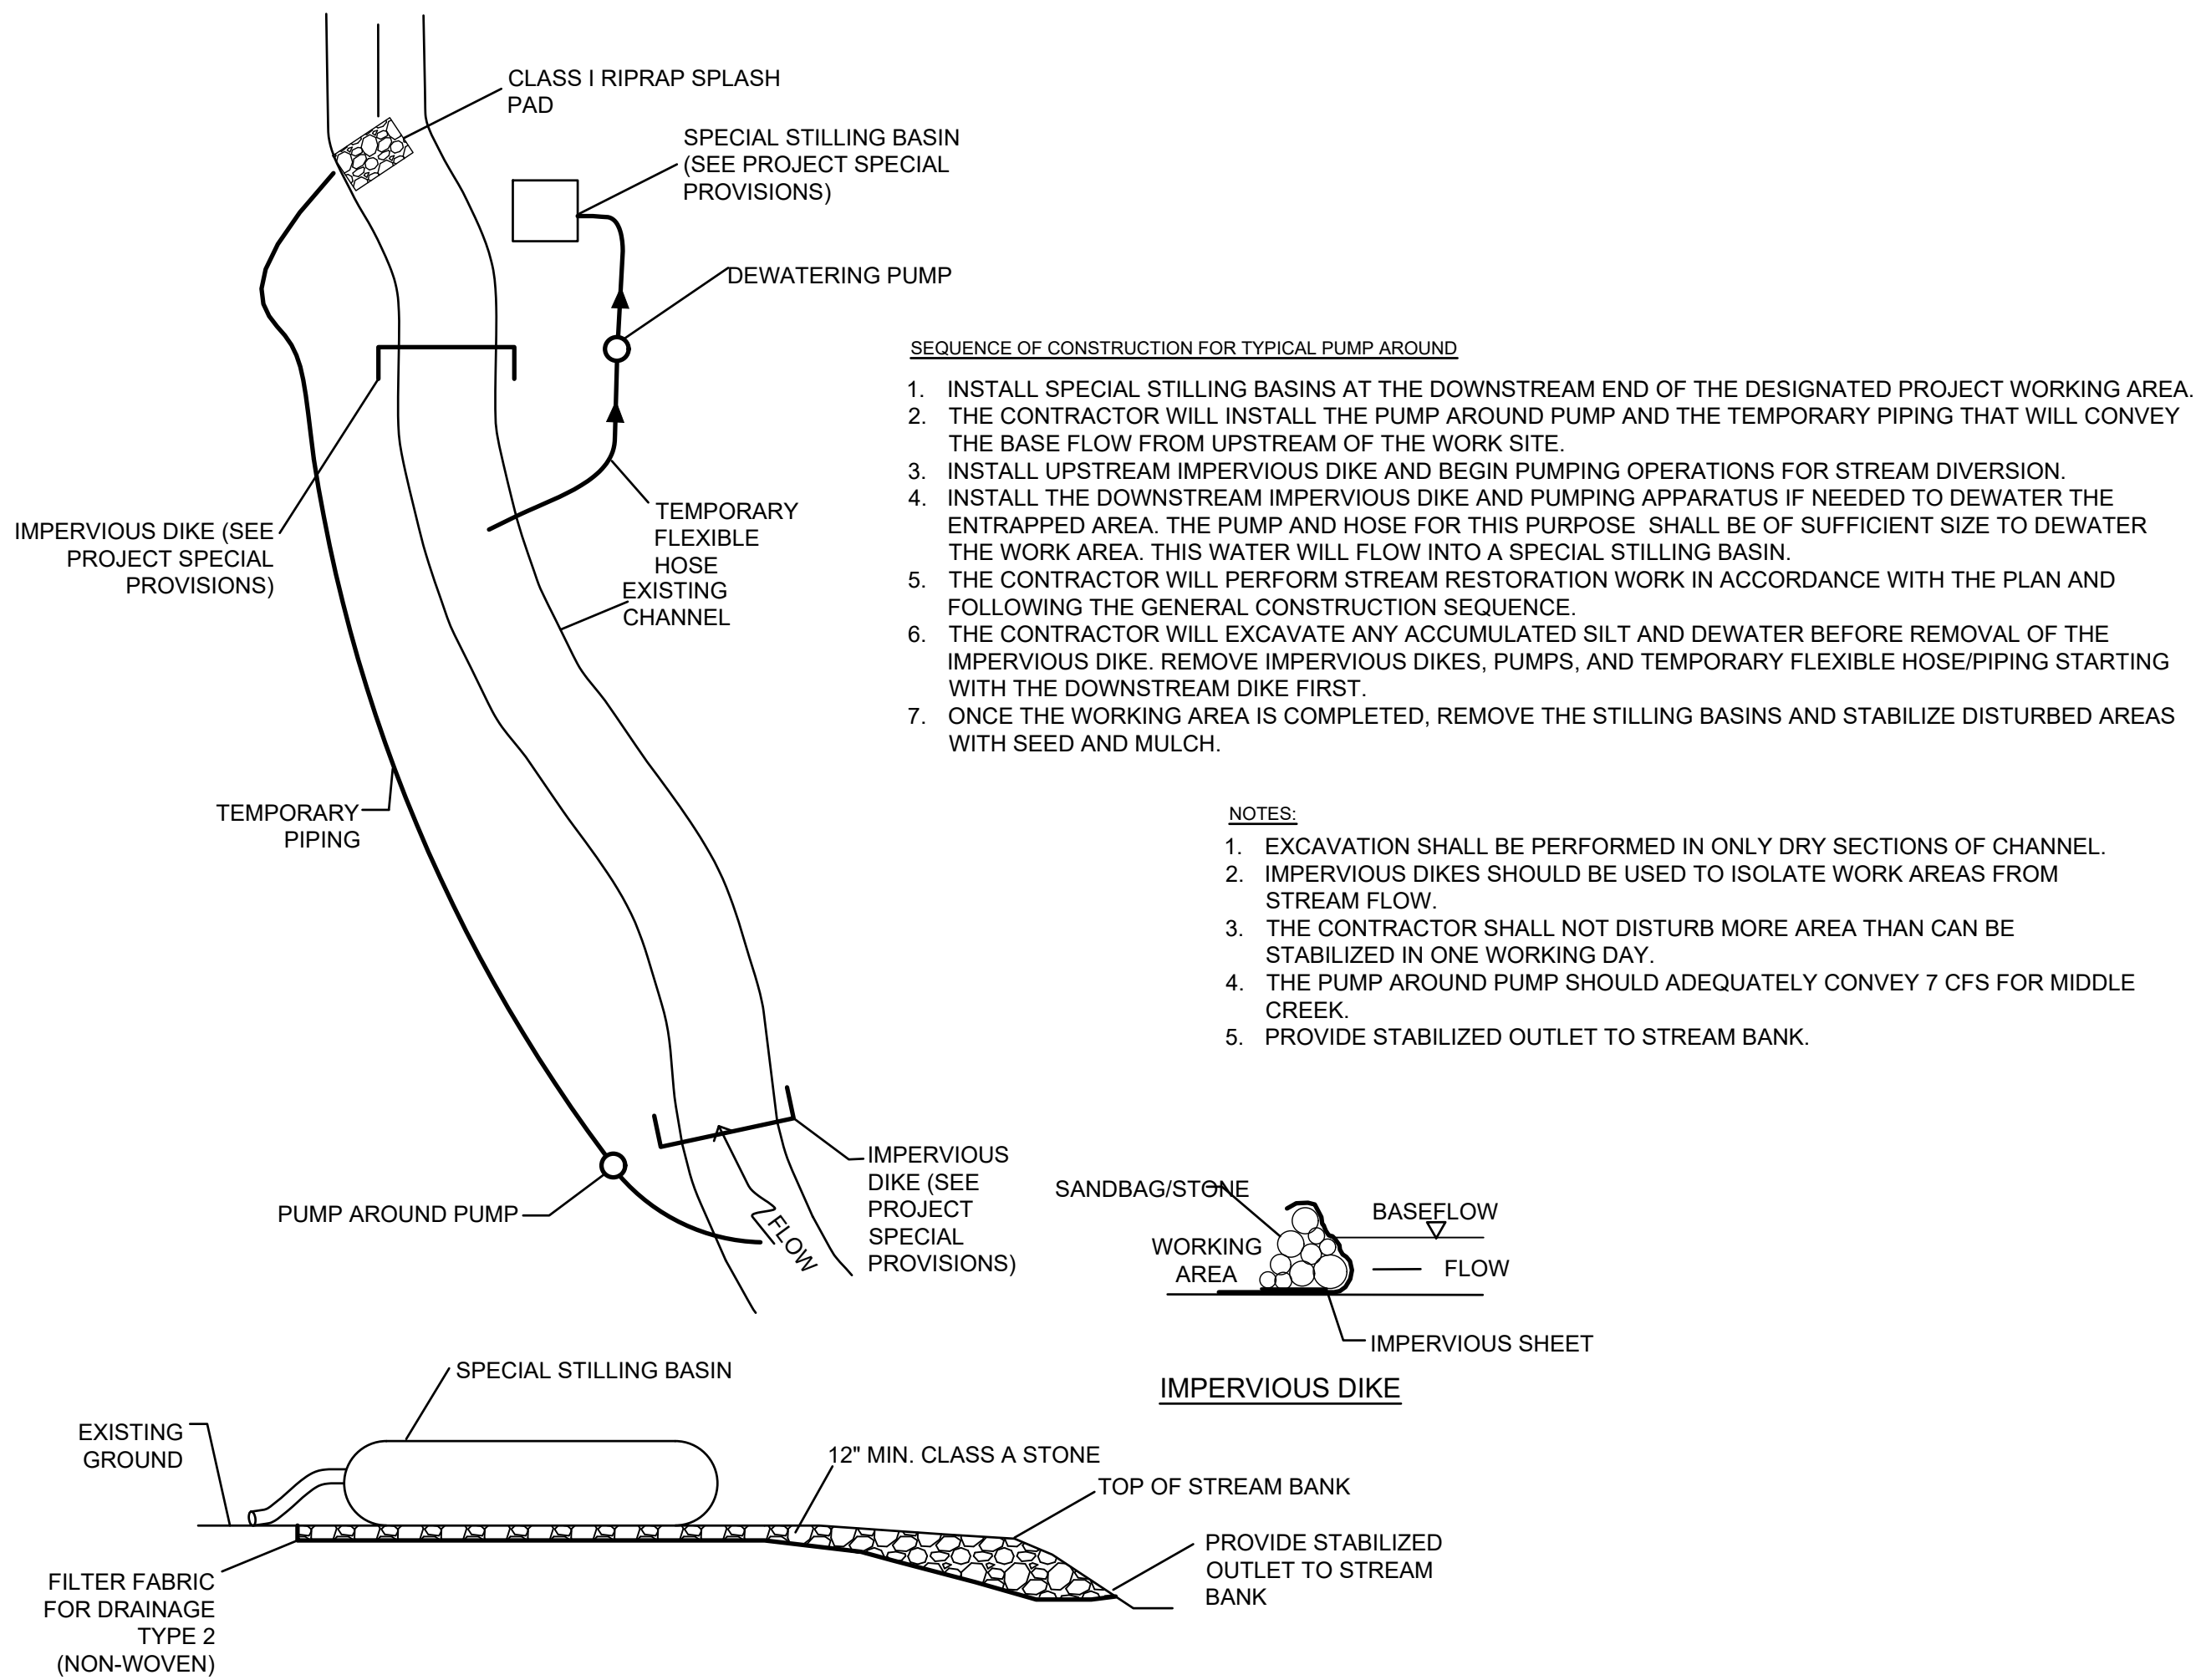 CLASS I RIPRAP SPLASH
PAD
SPECIAL STILLING BASIN
(SEE PROJECT SPECIAL
PROVISIONS)
DEWATERING PUMP
SEQUENCE OF CONSTRUCTION FOR TYPICAL PUMP AROUND
1. INSTALL SPECIAL STILLING BASINS AT THE DOWNSTREAM END OF THE DESIGNATED PROJECT WORKING AREA.
2. THE CONTRACTOR WILL INSTALL THE PUMP AROUND PUMP AND THE TEMPORARY PIPING THAT WILL CONVEY
THE BASE FLOW FROM UPSTREAM OF THE WORK SITE.
3. INSTALL UPSTREAM IMPERVIOUS DIKE AND BEGIN PUMPING OPERATIONS FOR STREAM DIVERSION.
4. INSTALL THE DOWNSTREAM IMPERVIOUS DIKE AND PUMPING APPARATUS IF NEEDED TO DEWATER THE
ENTRAPPED AREA. THE PUMP AND HOSE FOR THIS PURPOSE SHALL BE OF SUFFICIENT SIZE TO DEWATER
THE WORK AREA. THIS WATER WILL FLOW INTO A SPECIAL STILLING BASIN.
5. THE CONTRACTOR WILL PERFORM STREAM RESTORATION WORK IN ACCORDANCE WITH THE PLAN AND
FOLLOWING THE GENERAL CONSTRUCTION SEQUENCE.
6. THE CONTRACTOR WILL EXCAVATE ANY ACCUMULATED SILT AND DEWATER BEFORE REMOVAL OF THE
IMPERVIOUS DIKE. REMOVE IMPERVIOUS DIKES, PUMPS, AND TEMPORARY FLEXIBLE HOSE/PIPING STARTING
WITH THE DOWNSTREAM DIKE FIRST.
7. ONCE THE WORKING AREA IS COMPLETED, REMOVE THE STILLING BASINS AND STABILIZE DISTURBED AREAS
WITH SEED AND MULCH.
IMPERVIOUS DIKE (SEE
PROJECT SPECIAL
PROVISIONS)
TEMPORARY
FLEXIBLE
HOSE
EXISTING
CHANNEL
TEMPORARY
PIPING
NOTES:
1. EXCAVATION SHALL BE PERFORMED IN ONLY DRY SECTIONS OF CHANNEL.
2. IMPERVIOUS DIKES SHOULD BE USED TO ISOLATE WORK AREAS FROM
STREAM FLOW.
3. THE CONTRACTOR SHALL NOT DISTURB MORE AREA THAN CAN BE
STABILIZED IN ONE WORKING DAY.
4. THE PUMP AROUND PUMP SHOULD ADEQUATELY CONVEY 7 CFS FOR MIDDLE
CREEK.
5. PROVIDE STABILIZED OUTLET TO STREAM BANK.
PUMP AROUND PUMP
FLOW
IMPERVIOUS
DIKE (SEE
PROJECT
SPECIAL
PROVISIONS)
SANDBAG/STONE
BASEFLOW
WORKING
AREA
FLOW
IMPERVIOUS SHEET
IMPERVIOUS DIKE
SPECIAL STILLING BASIN
EXISTING
GROUND
12" MIN. CLASS A STONE
TOP OF STREAM BANK
PROVIDE STABILIZED
OUTLET TO STREAM
BANK
FILTER FABRIC
FOR DRAINAGE
TYPE 2
(NON-WOVEN)